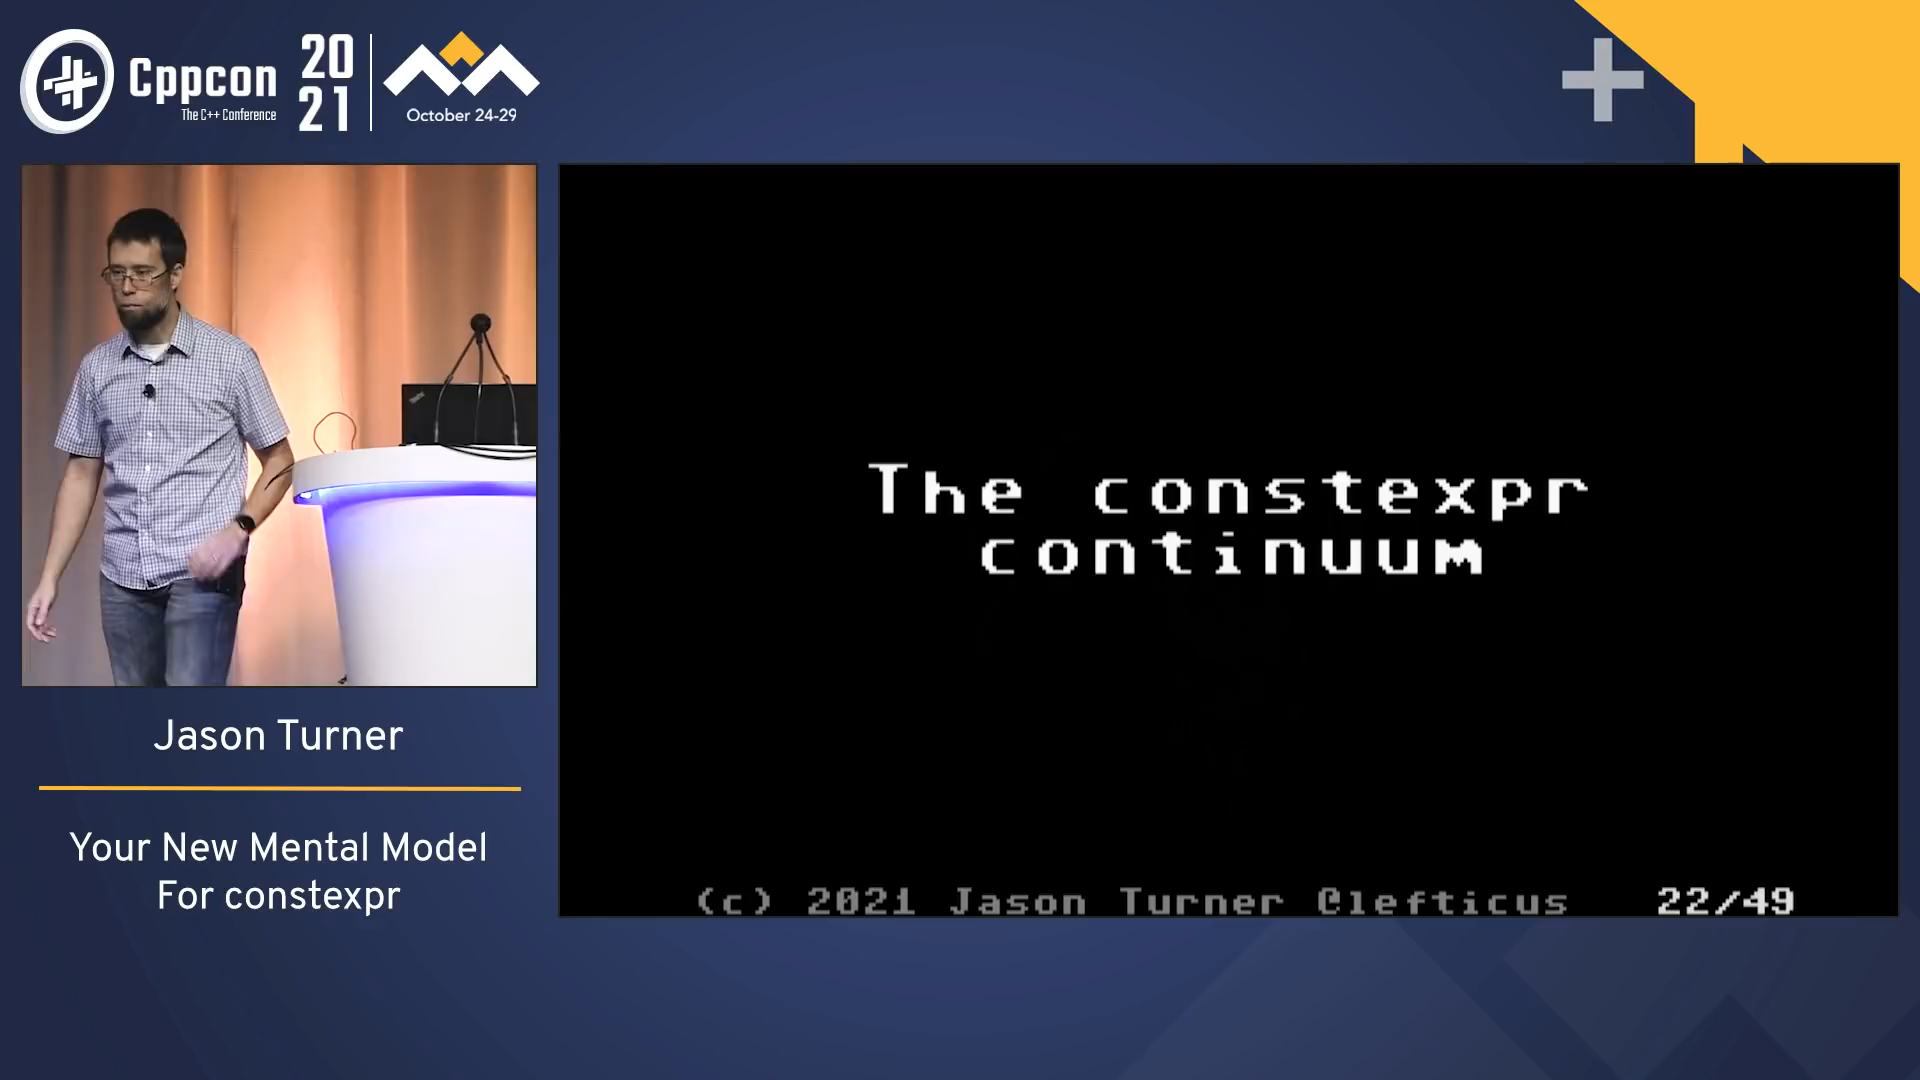 Cppcon
The C++ Conference
20
21
October 24-29
The constexpr
continuum
(c) 2021 Jason Turner @lefticus 22/49
Jason Turner
Your New Mental Model
For constexpr